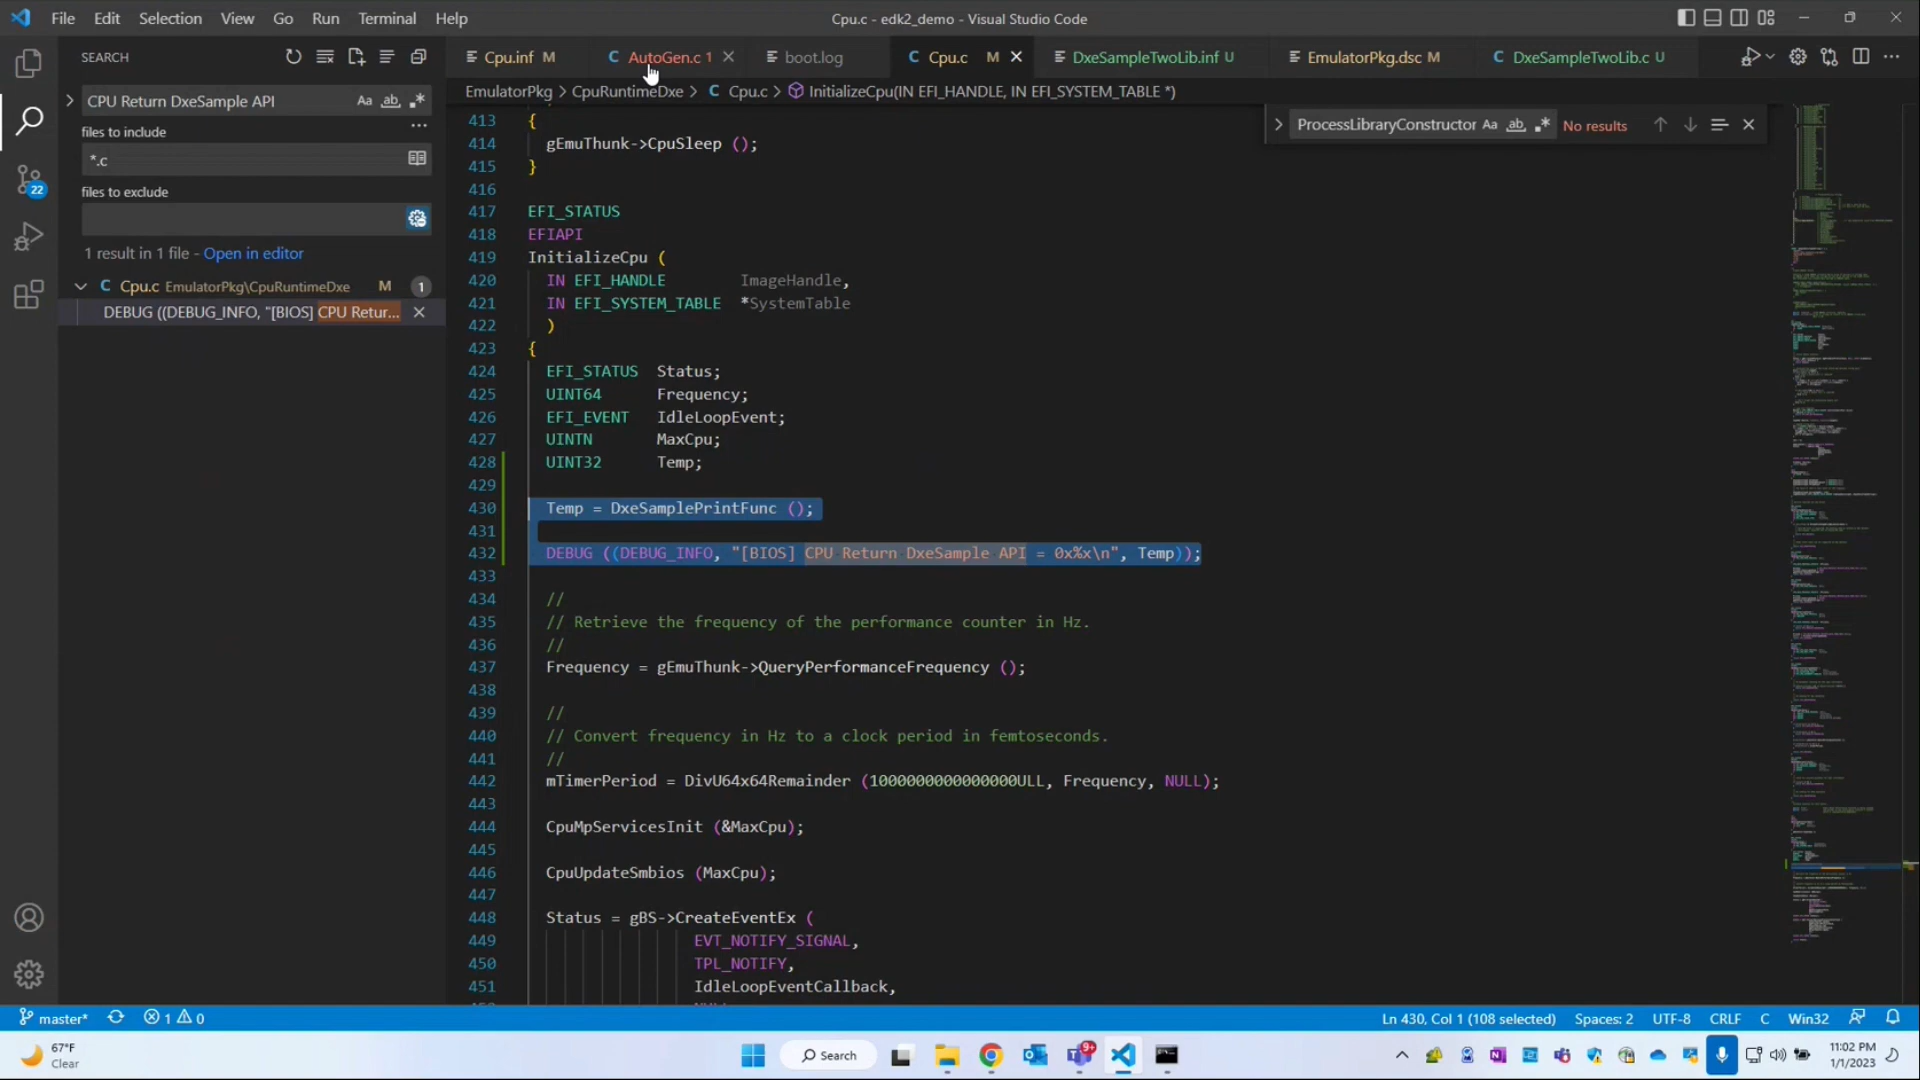 File Edit Selection View Go Run Terminal Help
Cpu.c - edk2_demo - Visual Studio Code
SEARCH
CPU Return DxeSample API
files to include
*.c
files to exclude
1 result in 1 file - Open in editor
Cpu.c EmulatorPkg\CpuRuntimeDxe M 1
DEBUG ((DEBUG_INFO, "[BIOS] CPU Retur...
22
Cpu.inf M
C AutoGen.c 1
boot.log
C Cpu.c M
DxeSampleTwoLib.inf U
EmulatorPkg.dsc M
C DxeSampleTwoLib.c U
EmulatorPkg > CpuRuntimeDxe > C Cpu.c > InitializeCpu(IN EFI_HANDLE, IN EFI_SYSTEM_TABLE *)
ProcessLibraryConstructor Aa ab No results
413 {
414 gEmuThunk->CpuSleep ();
415 }
416
417 EFI_STATUS
418 EFIAPI
419 InitializeCpu (
420 IN EFI_HANDLE ImageHandle,
421 IN EFI_SYSTEM_TABLE *SystemTable
422 )
423 {
424 EFI_STATUS Status;
425 UINT64 Frequency;
426 EFI_EVENT IdleLoopEvent;
427 UINTN MaxCpu;
428 UINT32 Temp;
429
430 Temp = DxeSamplePrintFunc ();
431
432 DEBUG ((DEBUG_INFO, "[BIOS] CPU Return DxeSample API = 0x%x\n", Temp));
433
434 //
435 // Retrieve the frequency of the performance counter in Hz.
436 //
437 Frequency = gEmuThunk->QueryPerformanceFrequency ();
438
439 //
440 // Convert frequency in Hz to a clock period in femtoseconds.
441 //
442 mTimerPeriod = DivU64x64Remainder (1000000000000000ULL, Frequency, NULL);
443
444 CpuMpServicesInit (&MaxCpu);
445
446 CpuUpdateSmbios (MaxCpu);
447
448 Status = gBS->CreateEventEx (
449 EVT_NOTIFY_SIGNAL,
450 TPL_NOTIFY,
451 IdleLoopEventCallback,
master* 1 0
Ln 430, Col 1 (108 selected) Spaces: 2 UTF-8 CRLF C Win32
67°F
Clear
Search
9+
11:02 PM
1/1/2023